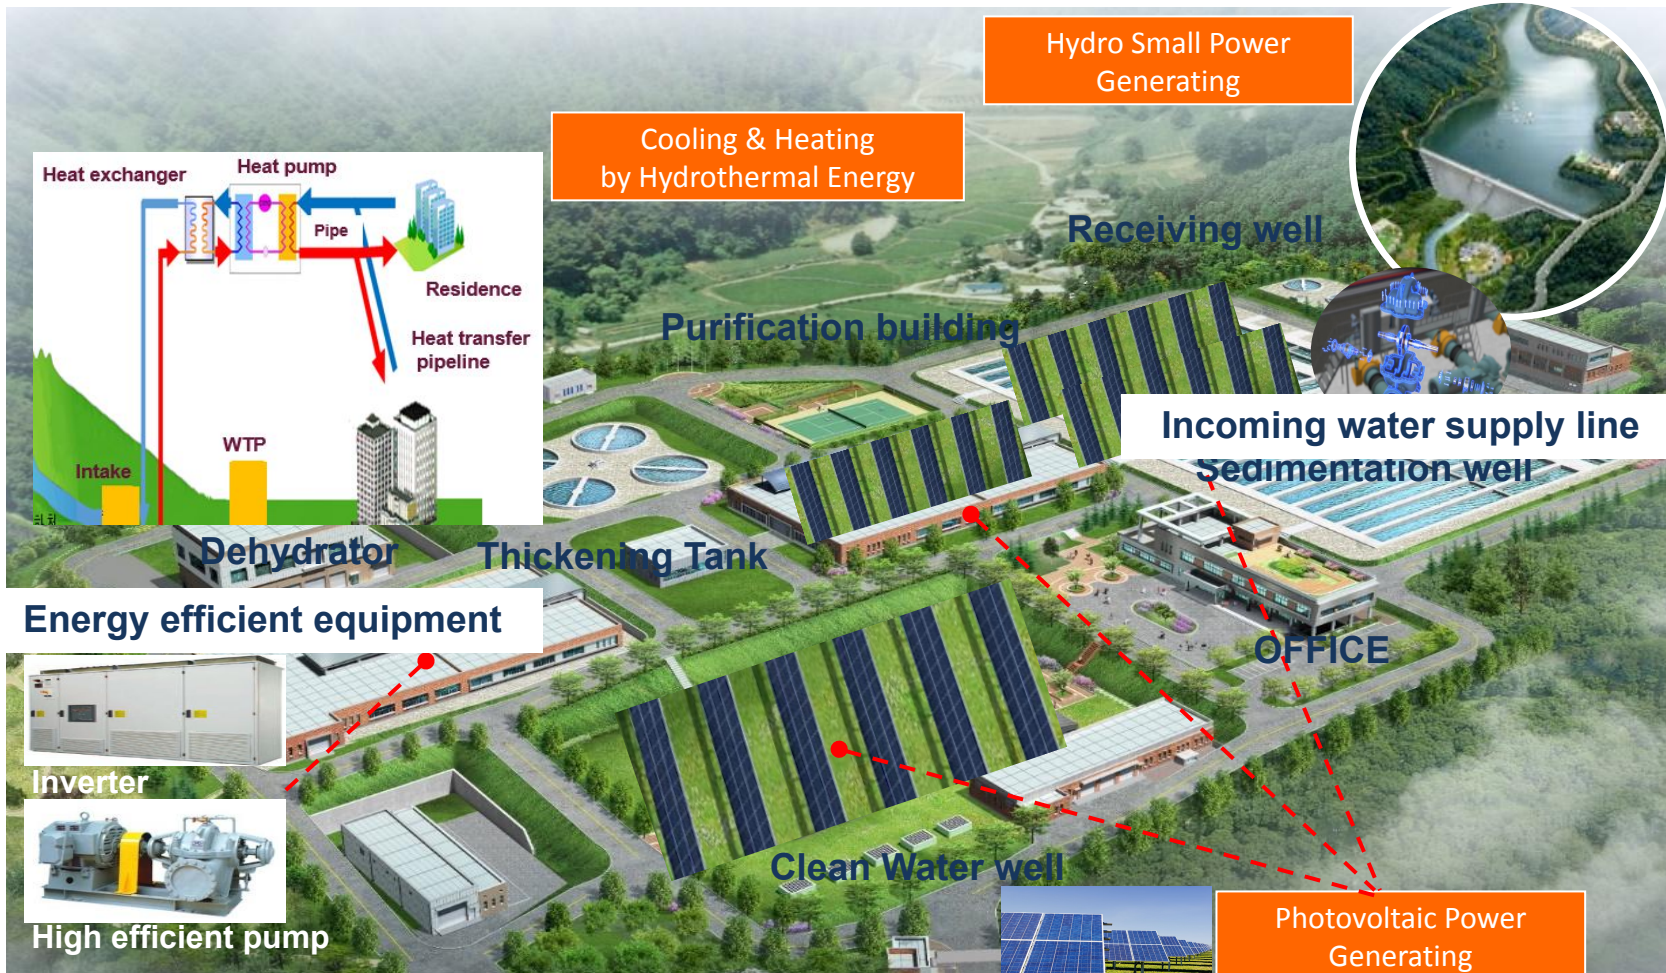 Hydro Small Power
Generating
Cooling & Heating
by Hydrothermal Energy
Heat exchanger
Heat pump
Pipe
Residence
Heat transfer
pipeline
WTP
Intake
Receiving well
Purification building
Incoming water supply line
Sedimentation well
Dehydrator
Thickening Tank
Energy efficient equipment
OFFICE
Inverter
Clean Water well
High efficient pump
Photovoltaic Power
Generating